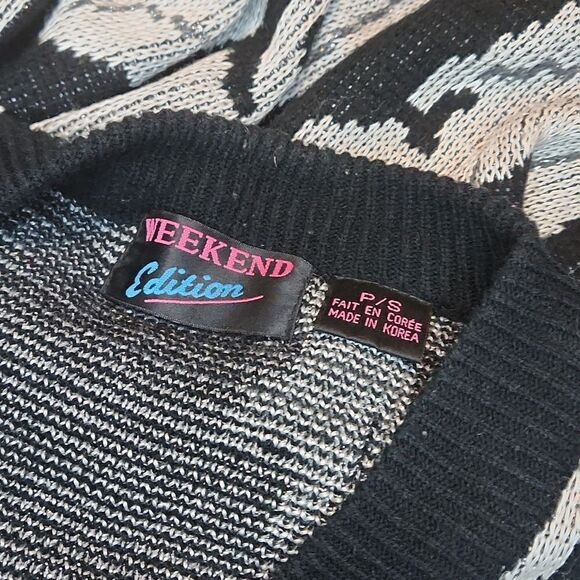 WEEKEND
Edition
P/S
FAIT EN CORÉE
MADE IN KOREA